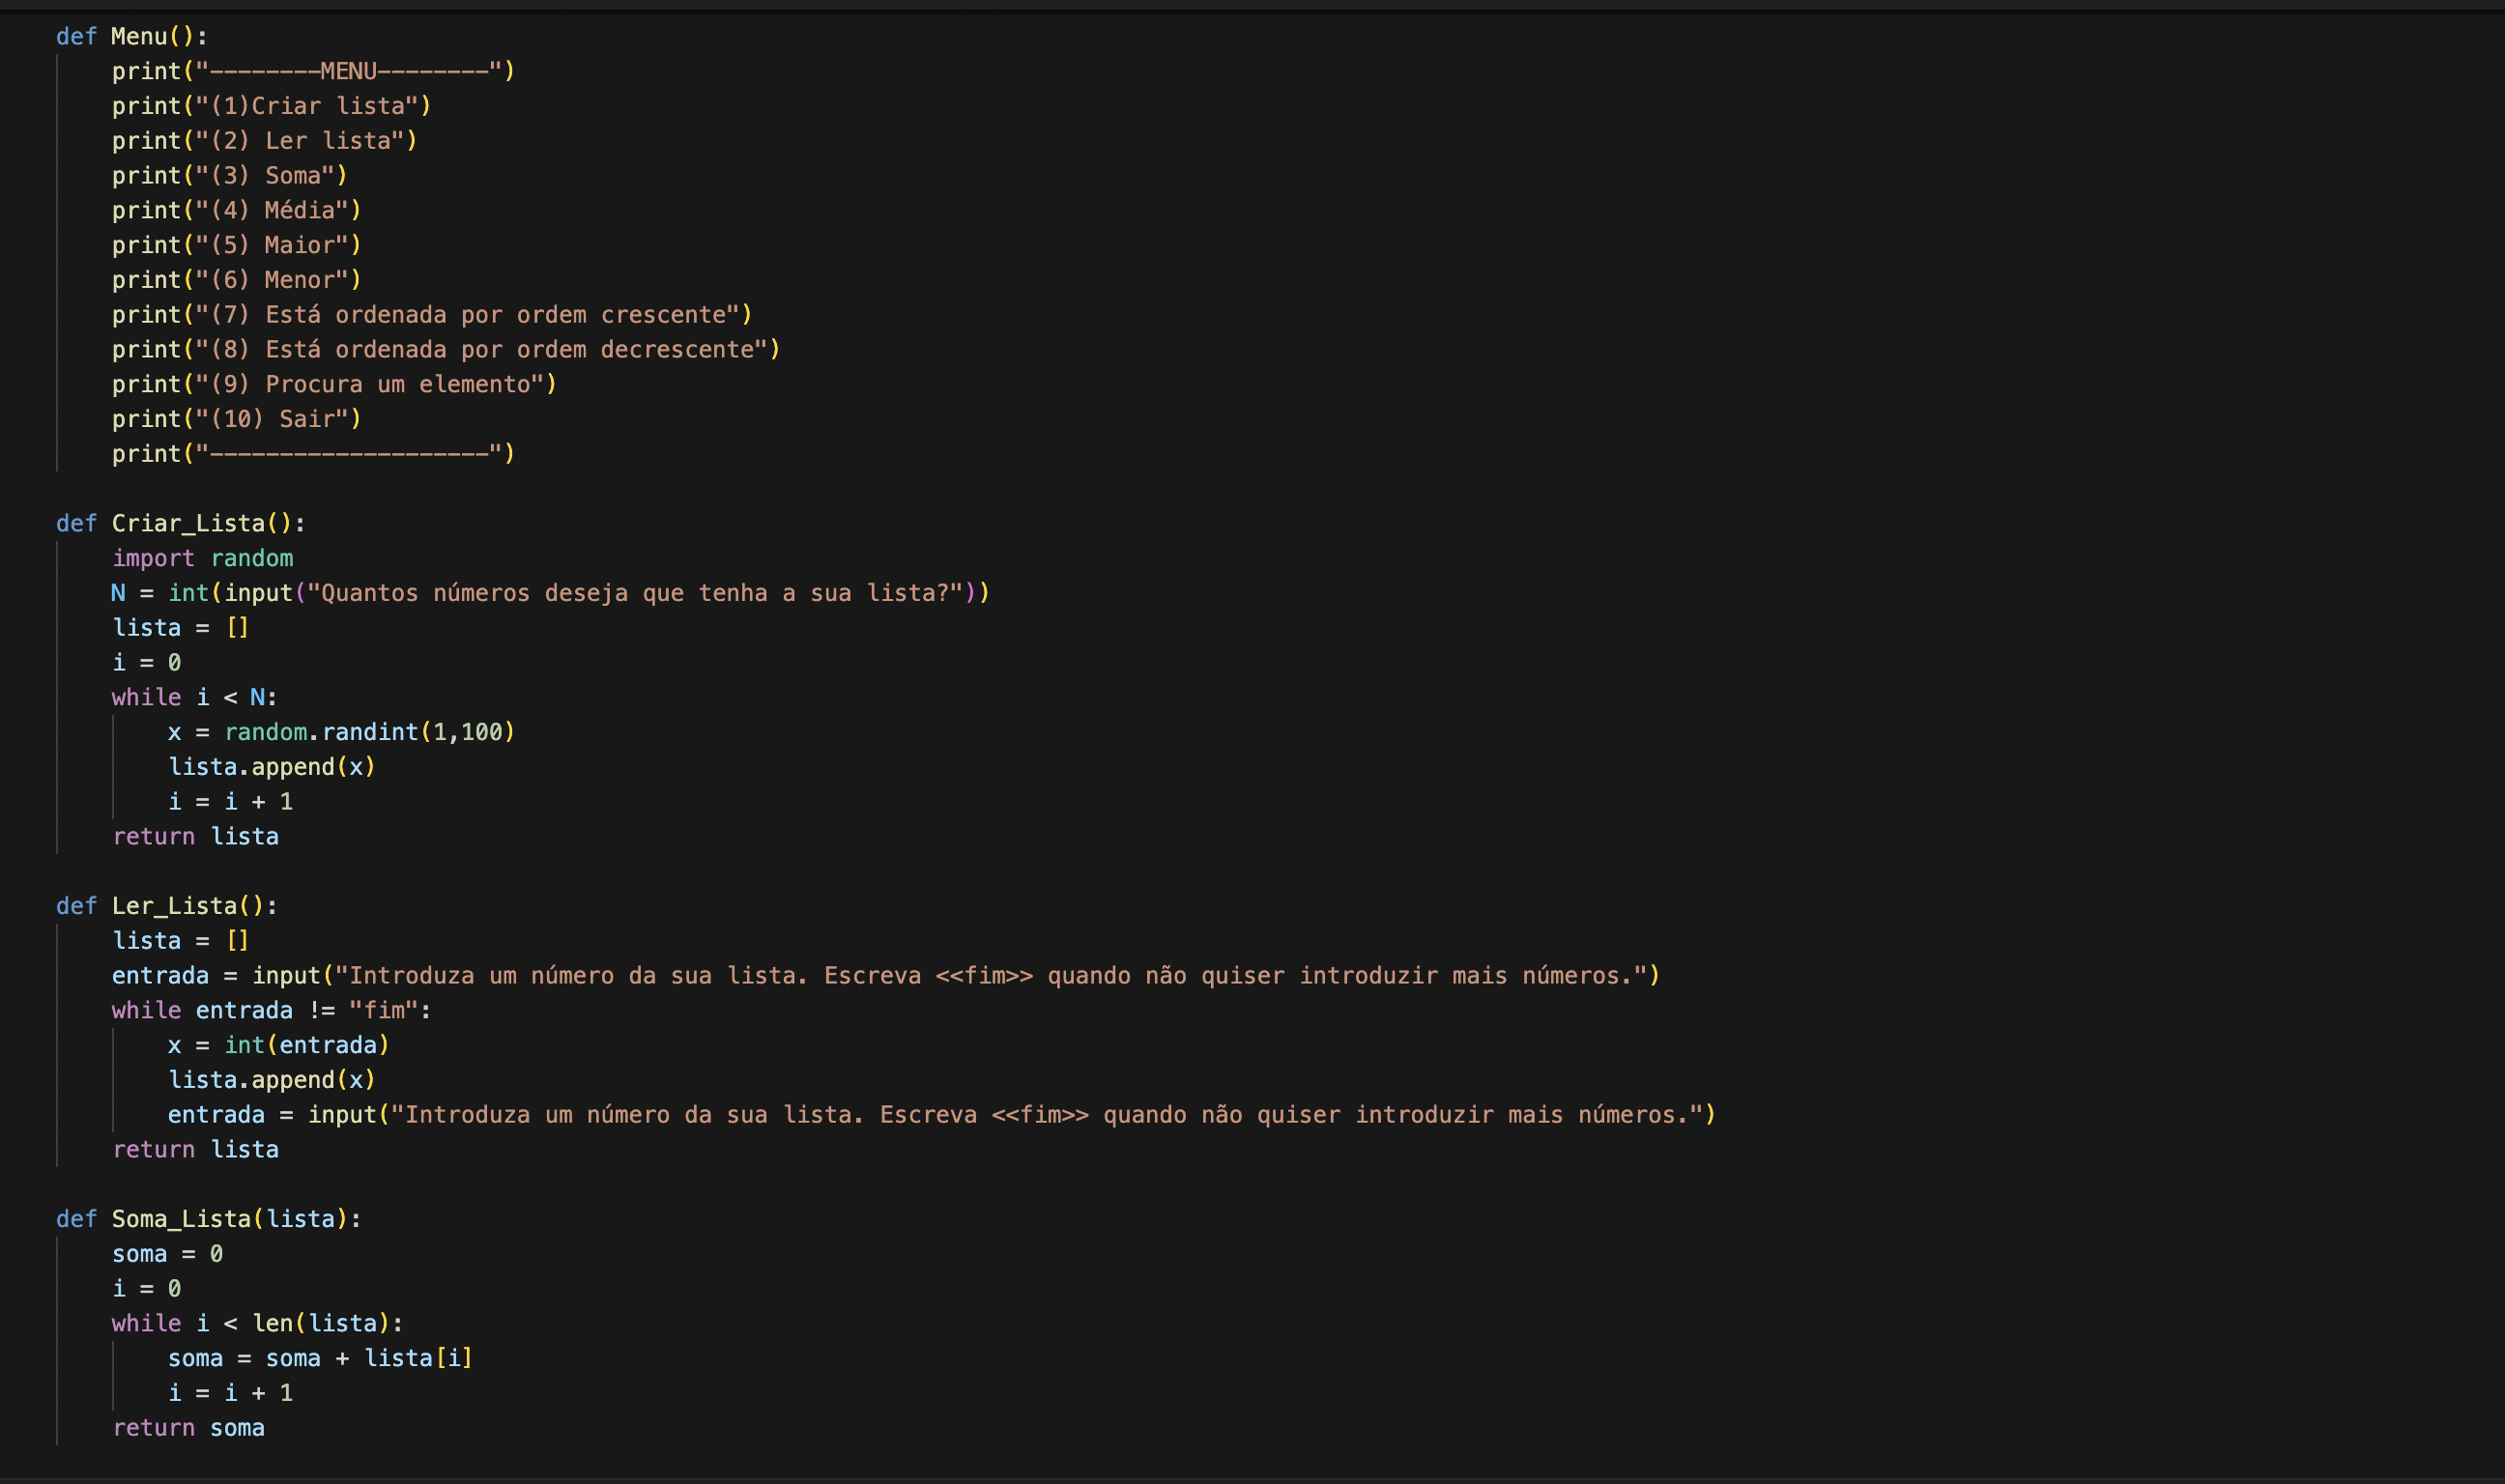 def Menu():
    print("--------MENU--------")
    print("(1)Criar lista")
    print("(2) Ler lista")
    print("(3) Soma")
    print("(4) Média")
    print("(5) Maior")
    print("(6) Menor")
    print("(7) Está ordenada por ordem crescente")
    print("(8) Está ordenada por ordem decrescente")
    print("(9) Procura um elemento")
    print("(10) Sair")
    print("--------------------")

def Criar_Lista():
    import random
    N = int(input("Quantos números deseja que tenha a sua lista?"))
    lista = []
    i = 0
    while i < N:
        x = random.randint(1,100)
        lista.append(x)
        i = i + 1
    return lista

def Ler_Lista():
    lista = []
    entrada = input("Introduza um número da sua lista. Escreva <<fim>> quando não quiser introduzir mais números.")
    while entrada != "fim":
        x = int(entrada)
        lista.append(x)
        entrada = input("Introduza um número da sua lista. Escreva <<fim>> quando não quiser introduzir mais números.")
    return lista

def Soma_Lista(lista):
    soma = 0
    i = 0
    while i < len(lista):
        soma = soma + lista[i]
        i = i + 1
    return soma